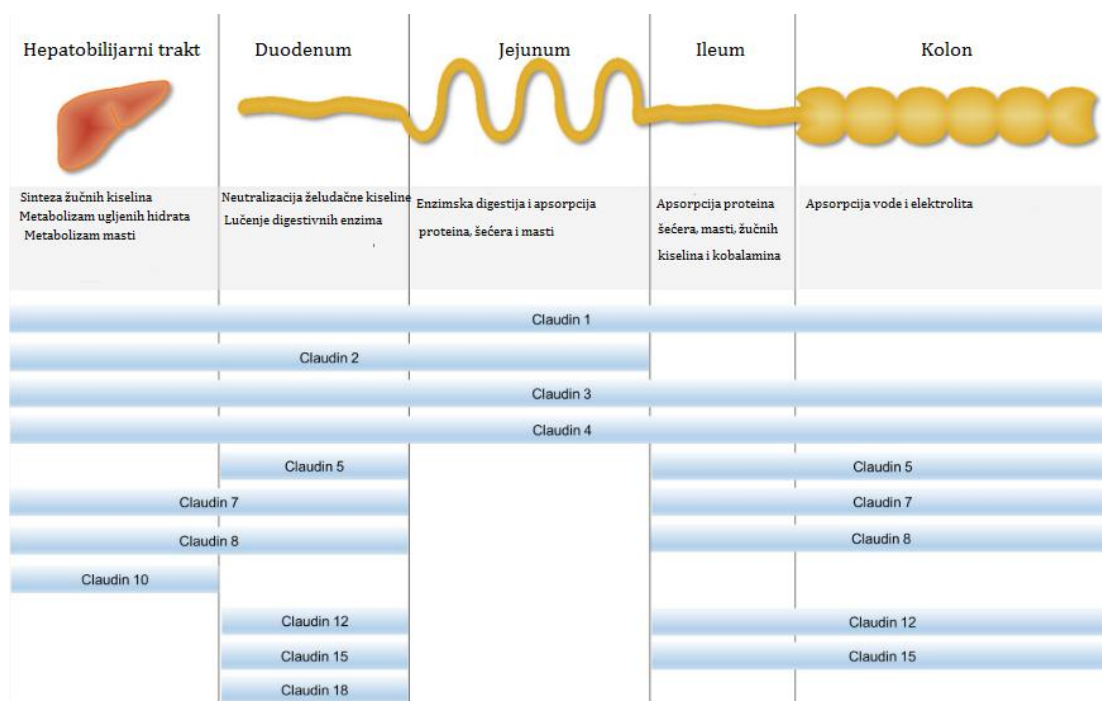 Hepatobilijarni trakt
Duodenum
Jejunum
Ileum
Kolon
Sinteza žučnih kiselina
Metabolizam ugljenih hidrata
Metabolizam masti
Neutralizacija želudačne kiseline
Lučenje digestivnih enzima
Enzimska digestija i apsorpcija
proteina, šećera i masti
Apsorpcija proteina
šećera, masti, žučnih
kiselina i kobalamina
Apsorpcija vode i elektrolita
Claudin 1
Claudin 2
Claudin 3
Claudin 4
Claudin 5
Claudin 5
Claudin 7
Claudin 7
Claudin 8
Claudin 8
Claudin 10
Claudin 12
Claudin 12
Claudin 15
Claudin 15
Claudin 18